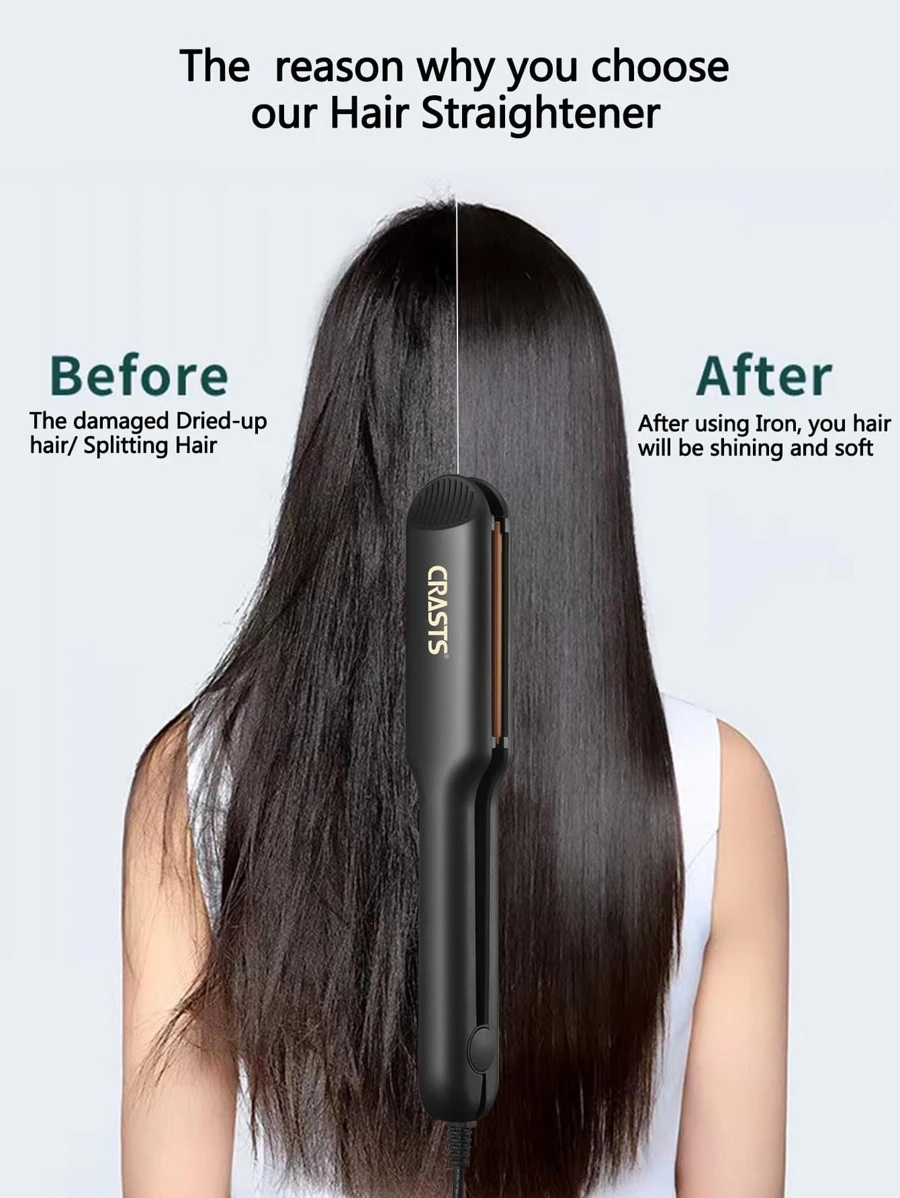 The reason why you choose
our Hair Straightener
Before
The damaged Dried-up
hair/ Splitting Hair
After
After using Iron, you hair
will be shining and soft
CRASTS